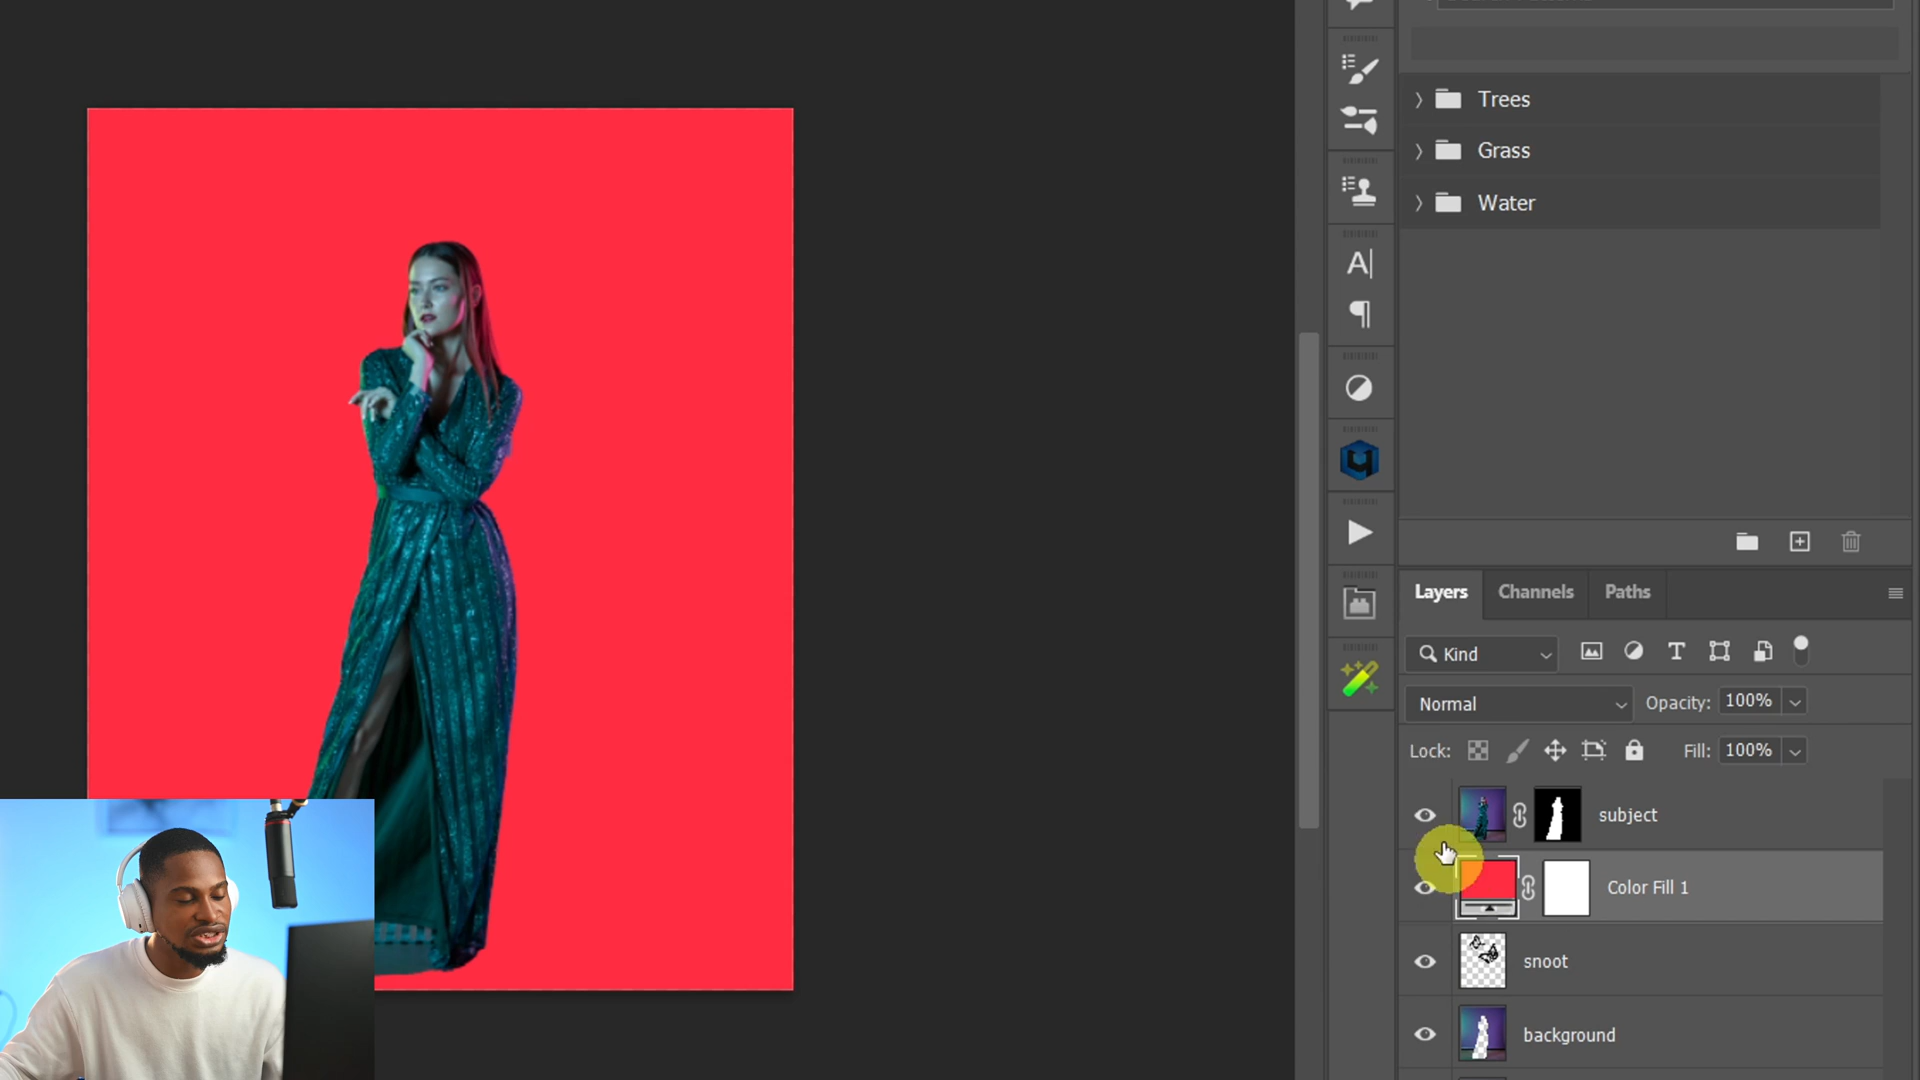 Trees
Grass
Water
Layers Channels Paths
Kind
Normal Opacity: 100%
Lock: Fill: 100%
subject
Color Fill 1
snoot
background